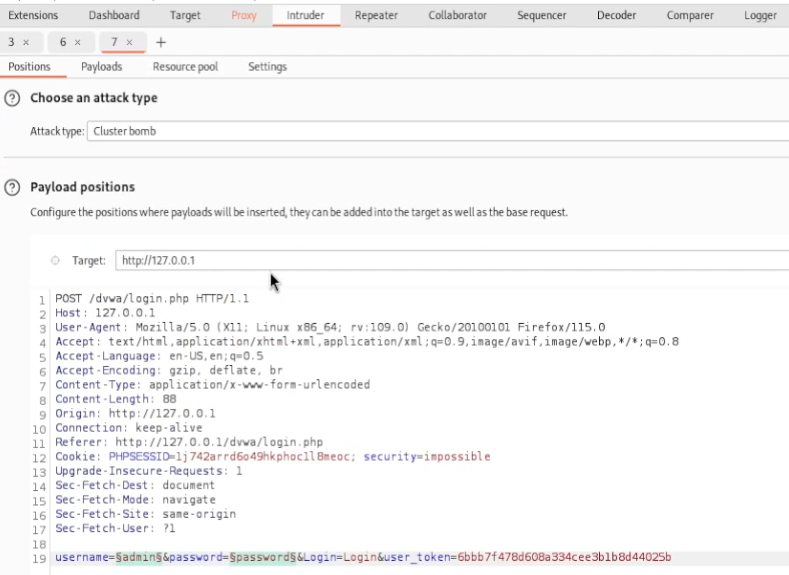 Extensions Dashboard Target Proxy Intruder Repeater Collaborator Sequencer Decoder Comparer Logger
3 × 6 × 7 × +
Positions Payloads Resource pool Settings
? Choose an attack type
Attack type: Cluster bomb
? Payload positions
Configure the positions where payloads will be inserted, they can be added into the target as well as the base request.
Target: http://127.0.0.1
1 POST /dvwa/login.php HTTP/1.1
2 Host: 127.0.0.1
3 User-Agent: Mozilla/5.0 (X11; Linux x86_64; rv:109.0) Gecko/20100101 Firefox/115.0
4 Accept: text/html,application/xhtml+xml,application/xml;q=0.9,image/avif,image/webp,*/*;q=0.8
5 Accept-Language: en-US,en;q=0.5
6 Accept-Encoding: gzip, deflate, br
7 Content-Type: application/x-www-form-urlencoded
8 Content-Length: 88
9 Origin: http://127.0.0.1
10 Connection: keep-alive
11 Referer: http://127.0.0.1/dvwa/login.php
12 Cookie: PHPSESSID=1j742arrd6o49hkphoc1l8meoc; security=impossible
13 Upgrade-Insecure-Requests: 1
14 Sec-Fetch-Dest: document
15 Sec-Fetch-Mode: navigate
16 Sec-Fetch-Site: same-origin
17 Sec-Fetch-User: ?1
18
19 username=§admin§&password=§password§&Login=Login&user_token=6bbb7f478d608a334cee3b1b8d44025b